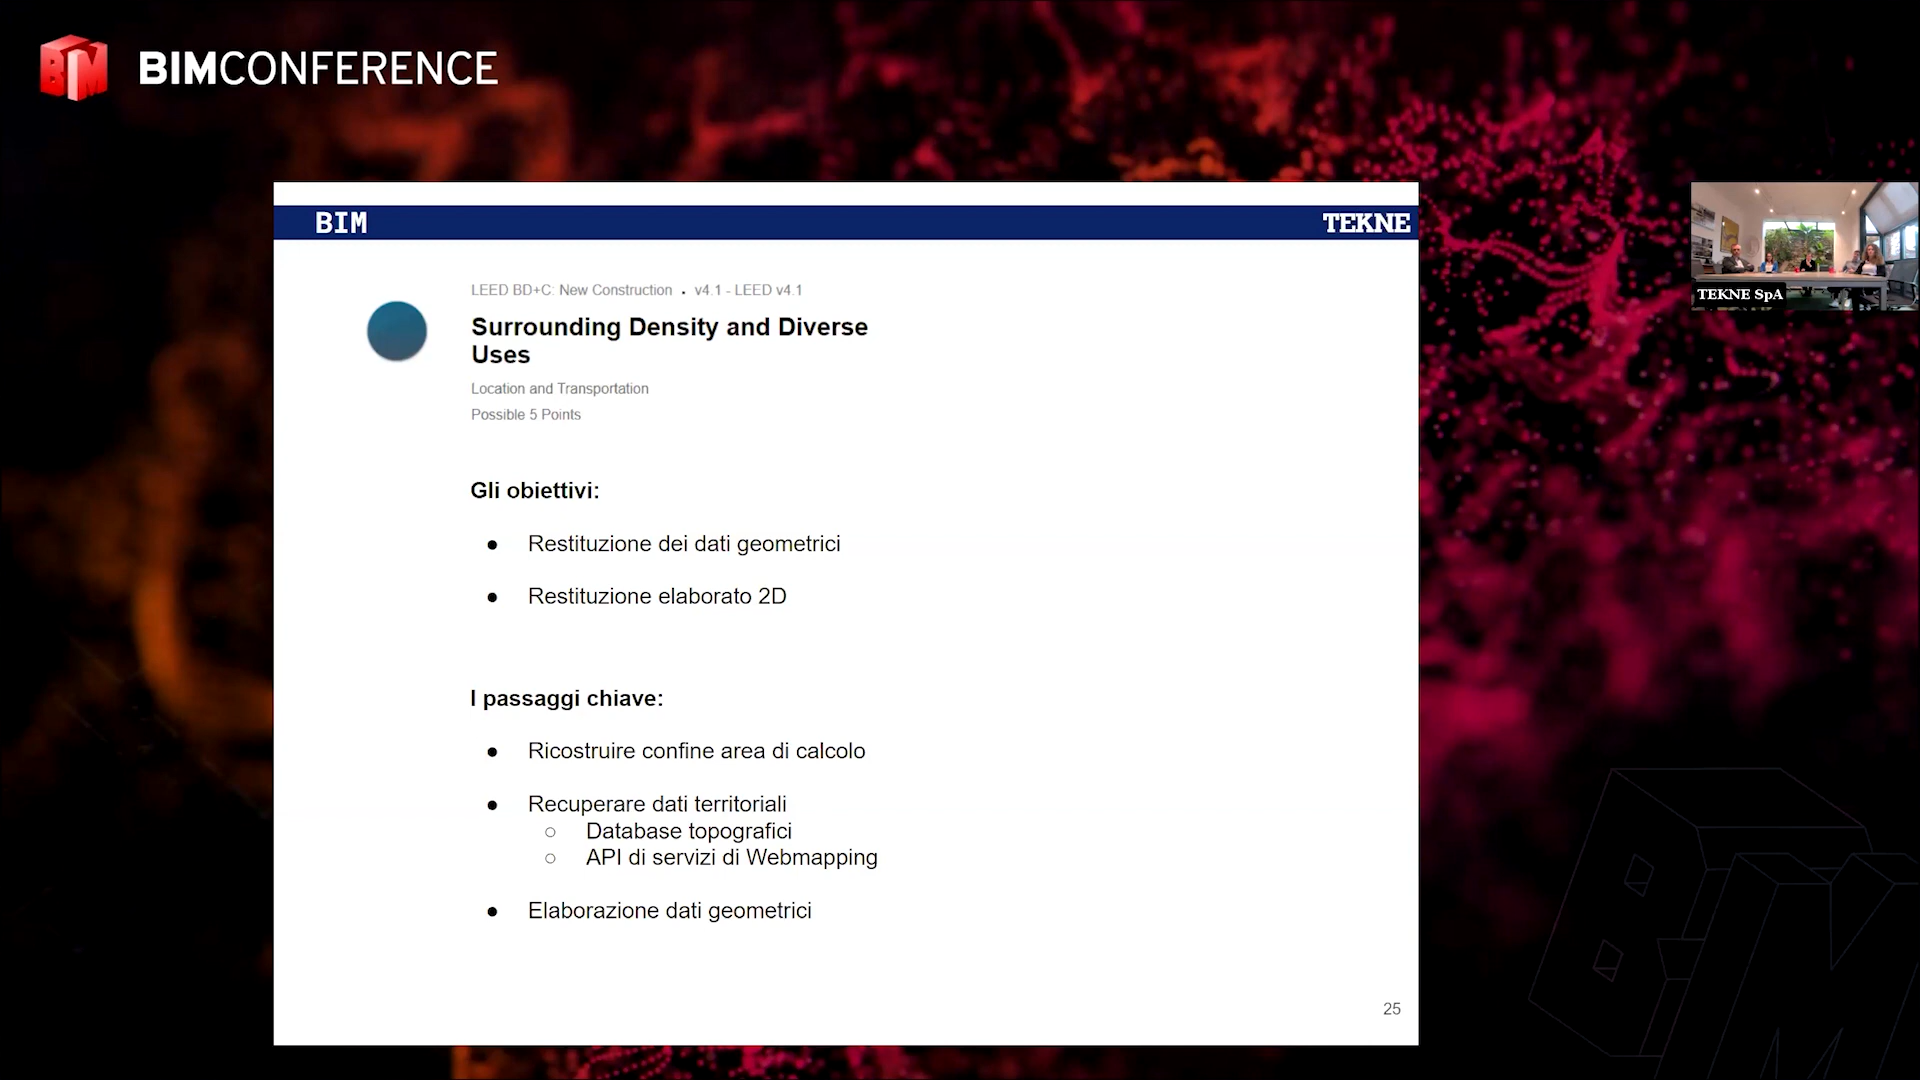 BIMCONFERENCE
BIM
TEKNE
TEKNE SpA
LEED BD+C: New Construction • v4.1 - LEED v4.1
Surrounding Density and Diverse
Uses
Location and Transportation
Possible 5 Points
Gli obiettivi:
● Restituzione dei dati geometrici
● Restituzione elaborato 2D
I passaggi chiave:
● Ricostruire confine area di calcolo
● Recuperare dati territoriali
○ Database topografici
○ API di servizi di Webmapping
● Elaborazione dati geometrici
25